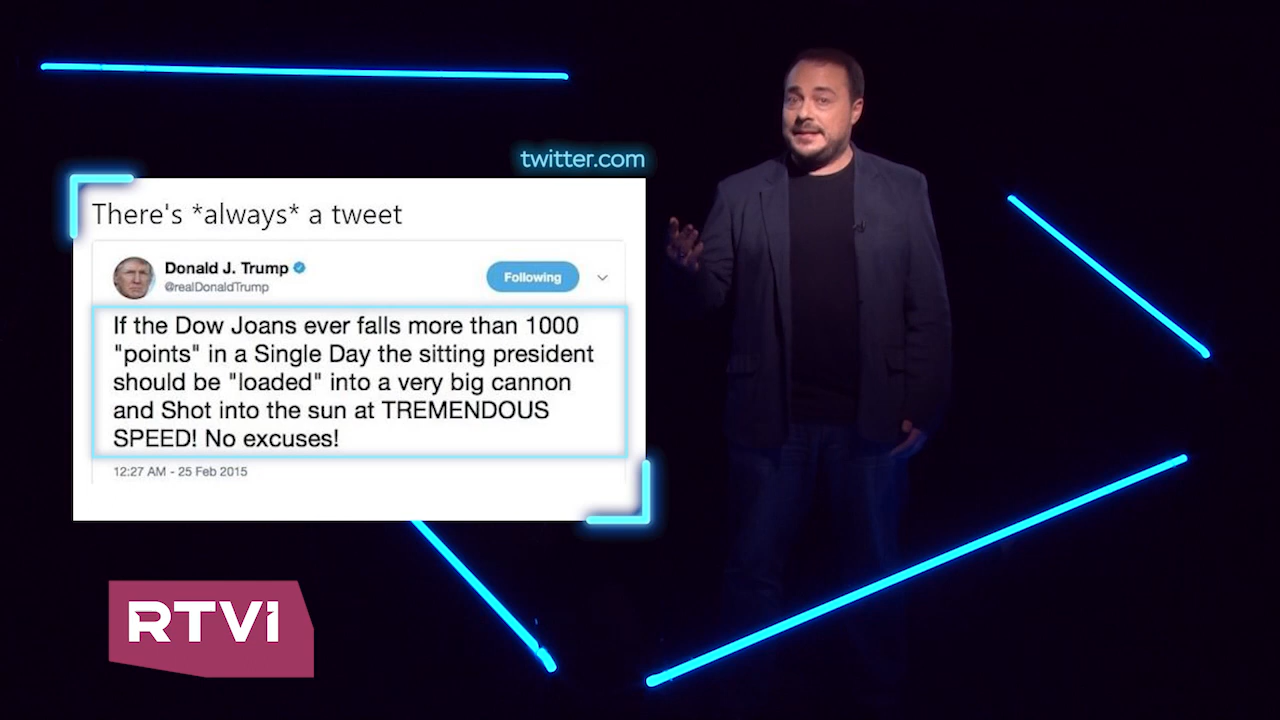 twitter.com
There's *always* a tweet
Donald J. Trump
@realDonaldTrump
Following
If the Dow Joans ever falls more than 1000
"points" in a Single Day the sitting president
should be "loaded" into a very big cannon
and Shot into the sun at TREMENDOUS
SPEED! No excuses!
12:27 AM - 25 Feb 2015
RTVI